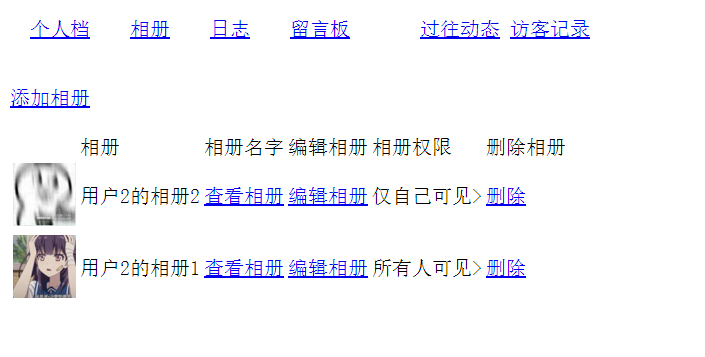 个人档 相册 日志 留言板 过往动态 访客记录
添加相册
相册 相册名字 编辑相册 相册权限 删除相册
用户2的相册2 查看相册 编辑相册 仅自己可见> 删除
用户2的相册1 查看相册 编辑相册 所有人可见> 删除